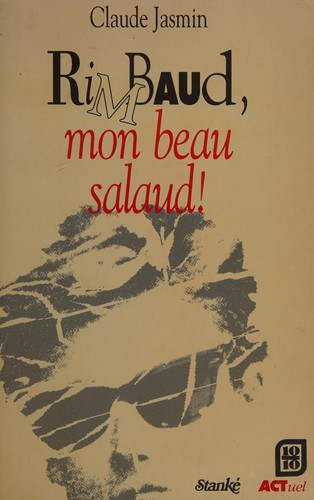 Claude Jasmin
RiMBAUd,
mon beau
salaud!
10
10
Stanké
ACTuel